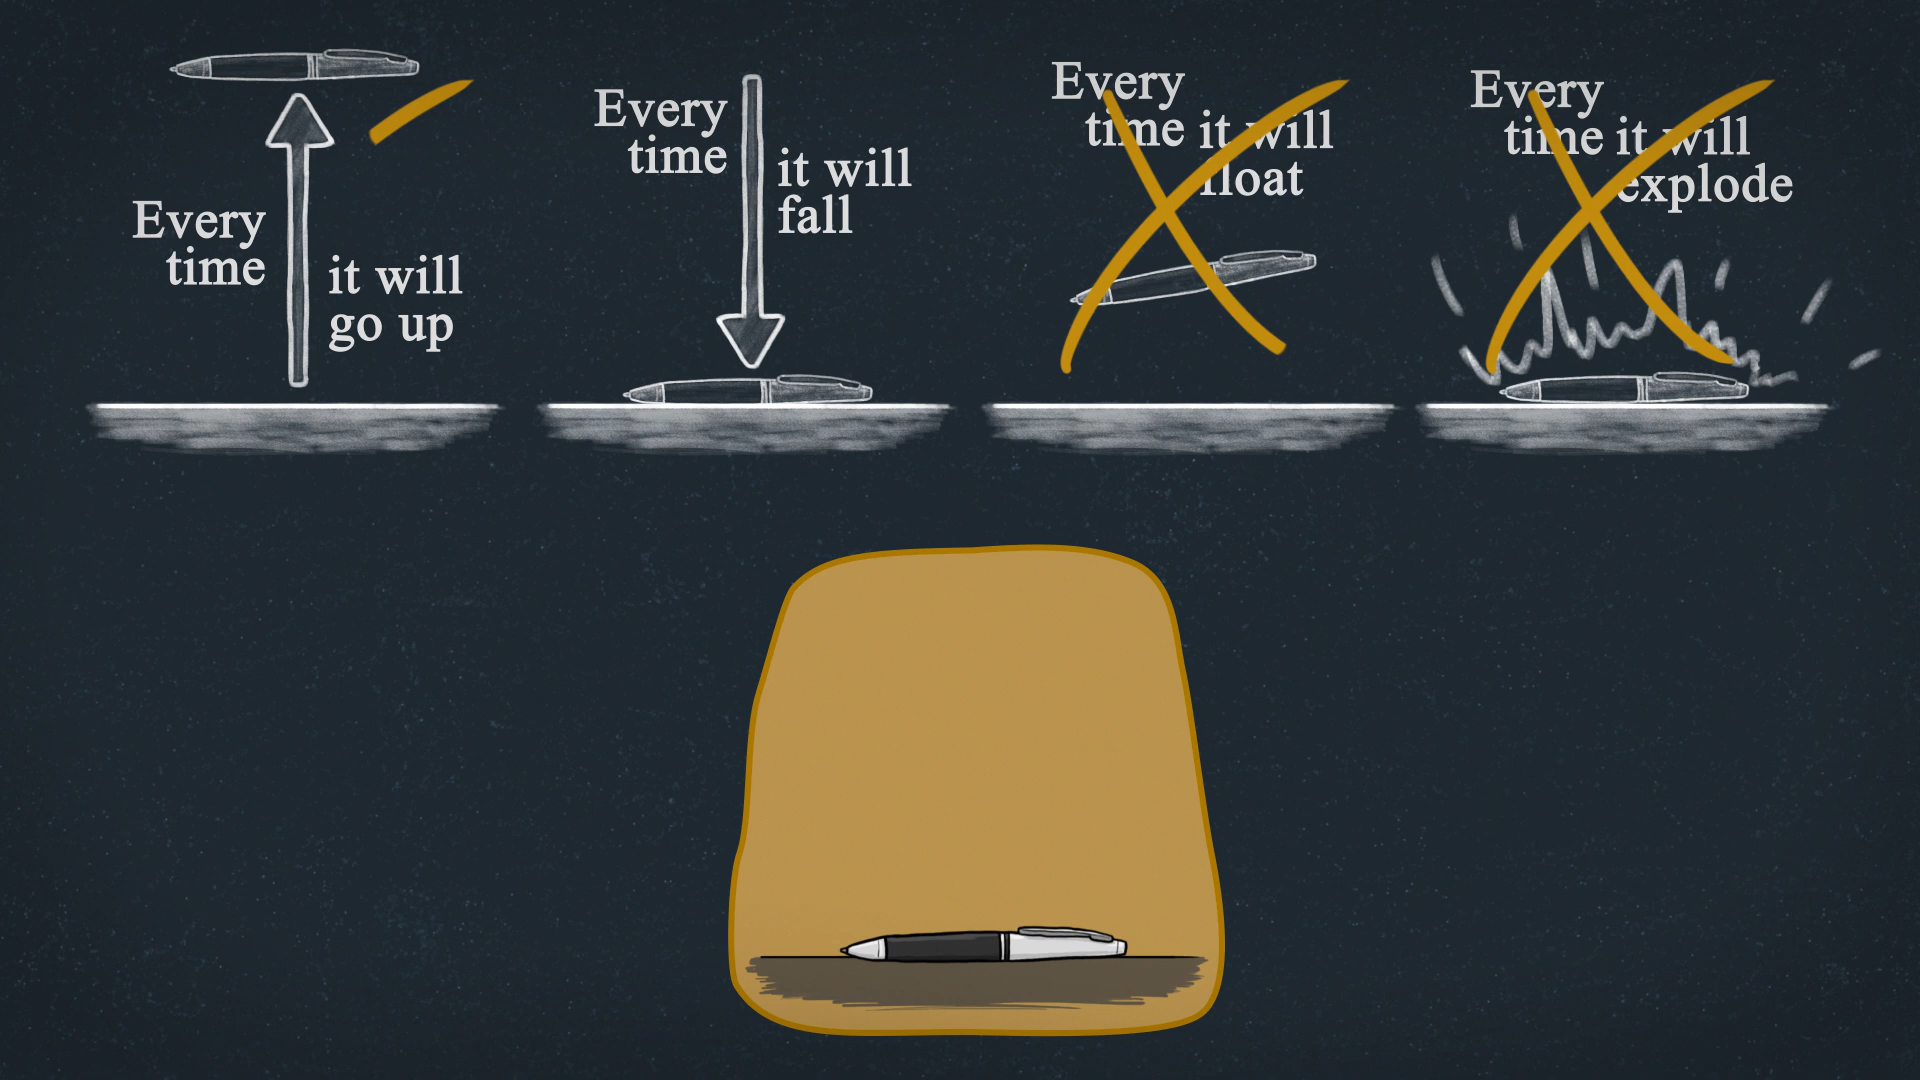 Every
time
it will
go up
Every
time
it will
fall
Every
time it will
float
Every
time it will
explode